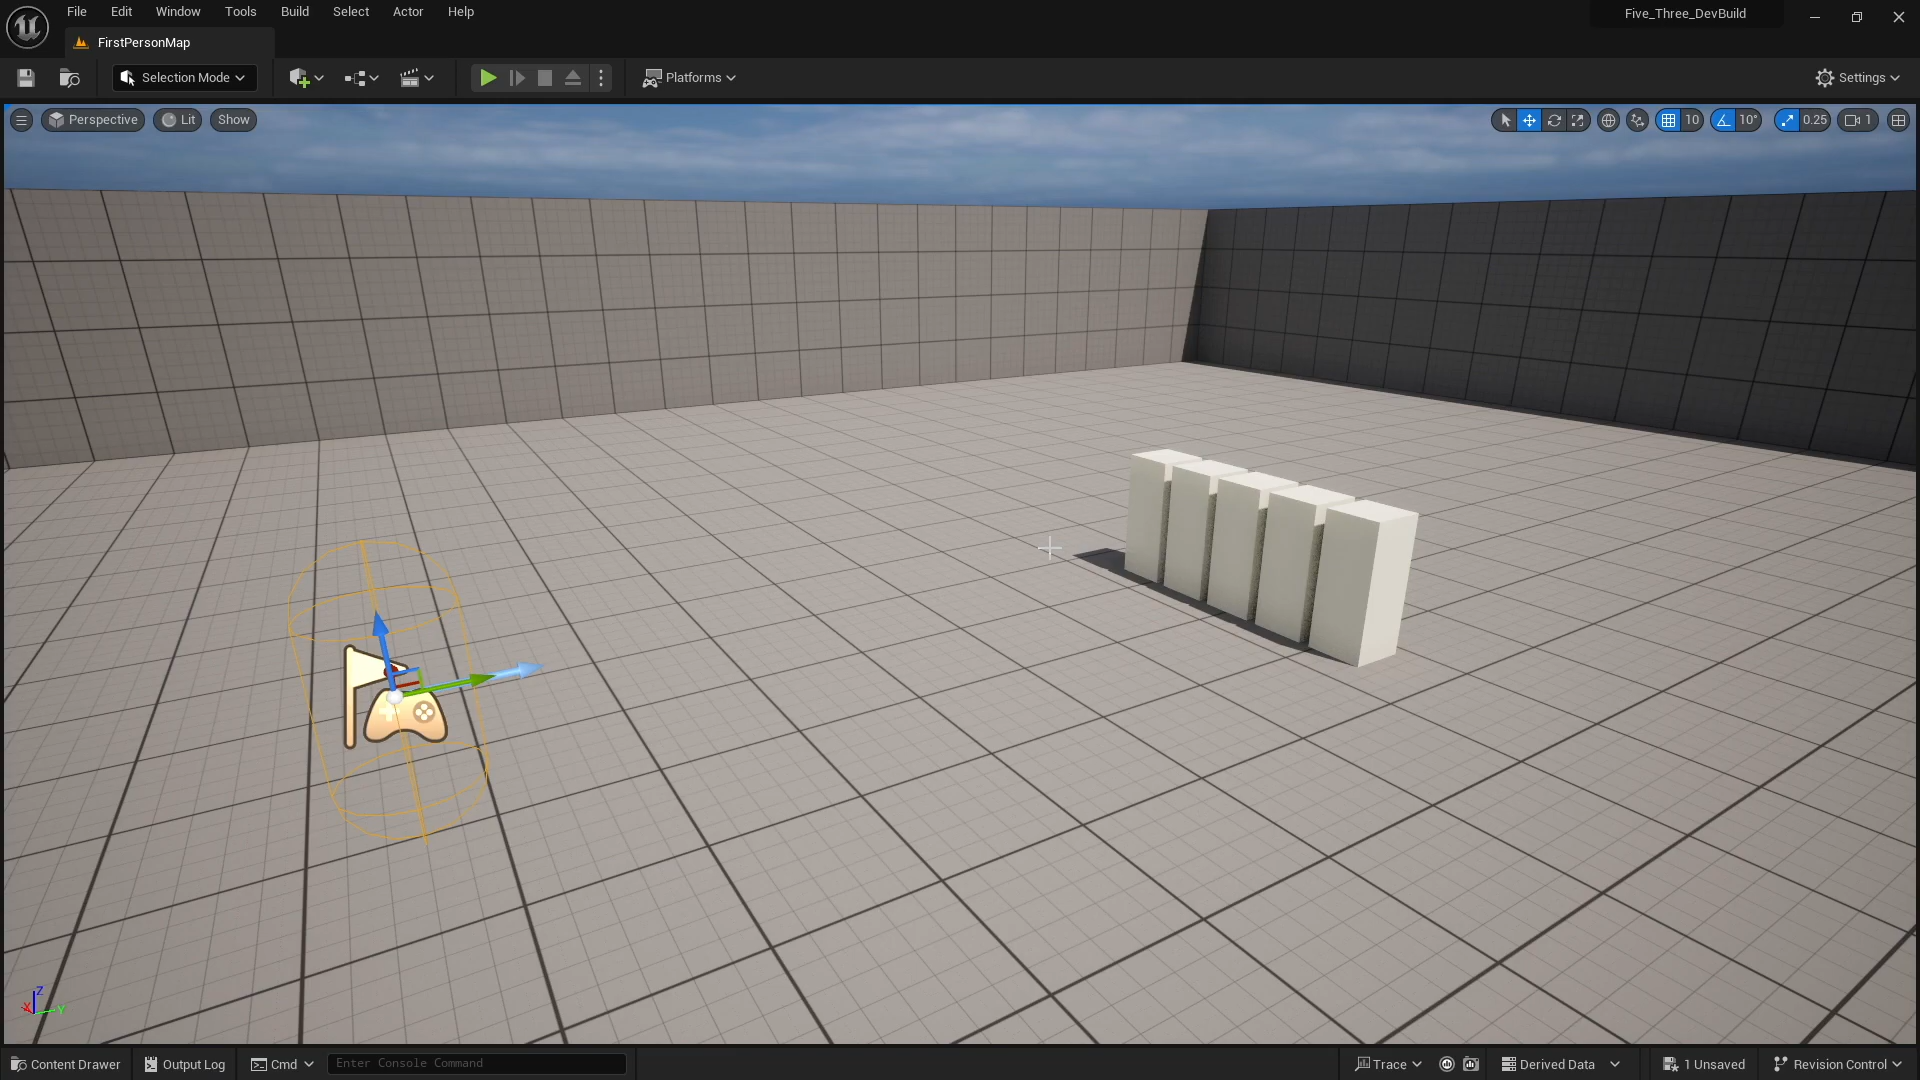 File Edit Window Tools Build Select Actor Help
Five_Three_DevBuild
FirstPersonMap
Selection Mode
Platforms
Settings
Perspective Lit Show
10 10° 0.25 1
Z
X Y
Content Drawer Output Log Cmd Enter Console Command Trace Derived Data 1 Unsaved Revision Control